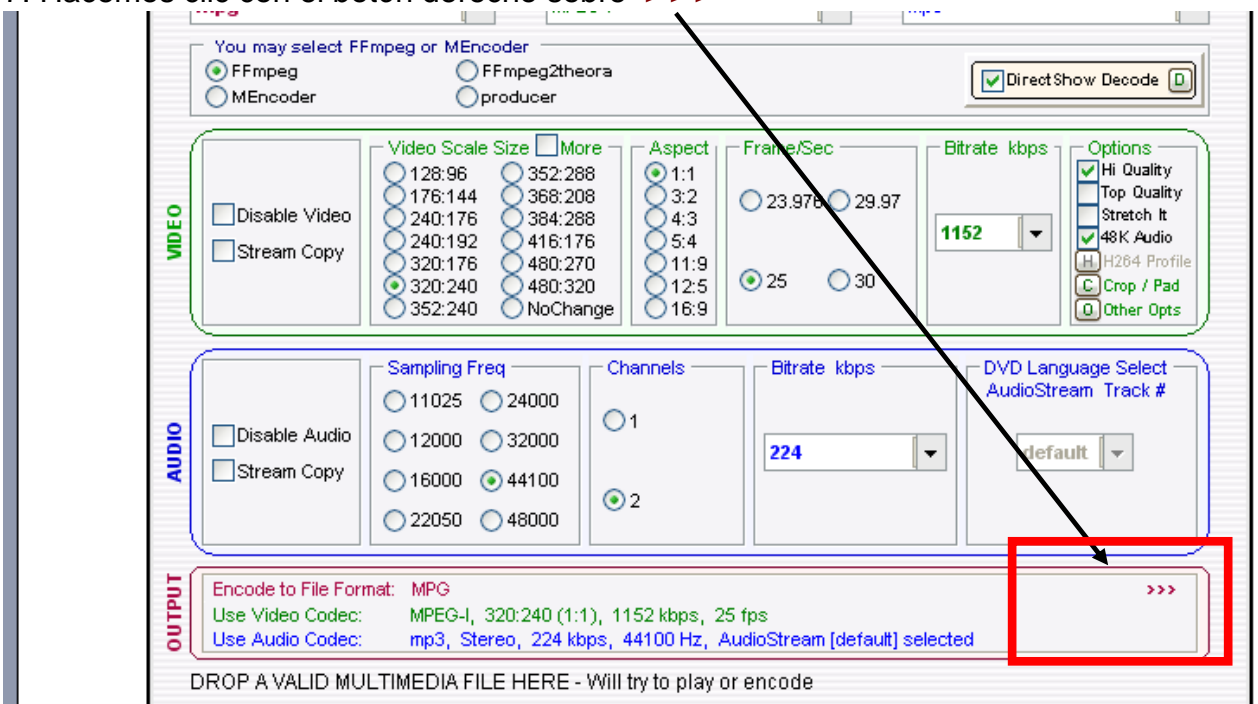 Hacemos clic con el botón derecho sobre >>>
mpg
You may select FFmpeg or MEncoder
FFmpeg FFmpeg2theora
MEncoder producer
DirectShow Decode D
VIDEO
Disable Video
Stream Copy
Video Scale Size More
128:96 352:288
176:144 368:208
240:176 384:288
240:192 416:176
320:176 480:270
320:240 480:320
352:240 NoChange
Aspect
1:1
3:2
4:3
5:4
11:9
12:5
16:9
Frame/Sec
23.976 29.97
25 30
Bitrate kbps
1152
Options
Hi Quality
Top Quality
Stretch It
48K Audio
H H264 Profile
C Crop / Pad
O Other Opts
AUDIO
Disable Audio
Stream Copy
Sampling Freq
11025 24000
12000 32000
16000 44100
22050 48000
Channels
1
2
Bitrate kbps
224
DVD Language Select
AudioStream Track #
default
OUTPUT
Encode to File Format: MPG >>>
Use Video Codec: MPEG-I, 320:240 (1:1), 1152 kbps, 25 fps
Use Audio Codec: mp3, Stereo, 224 kbps, 44100 Hz, AudioStream [default] selected
DROP A VALID MULTIMEDIA FILE HERE - Will try to play or encode